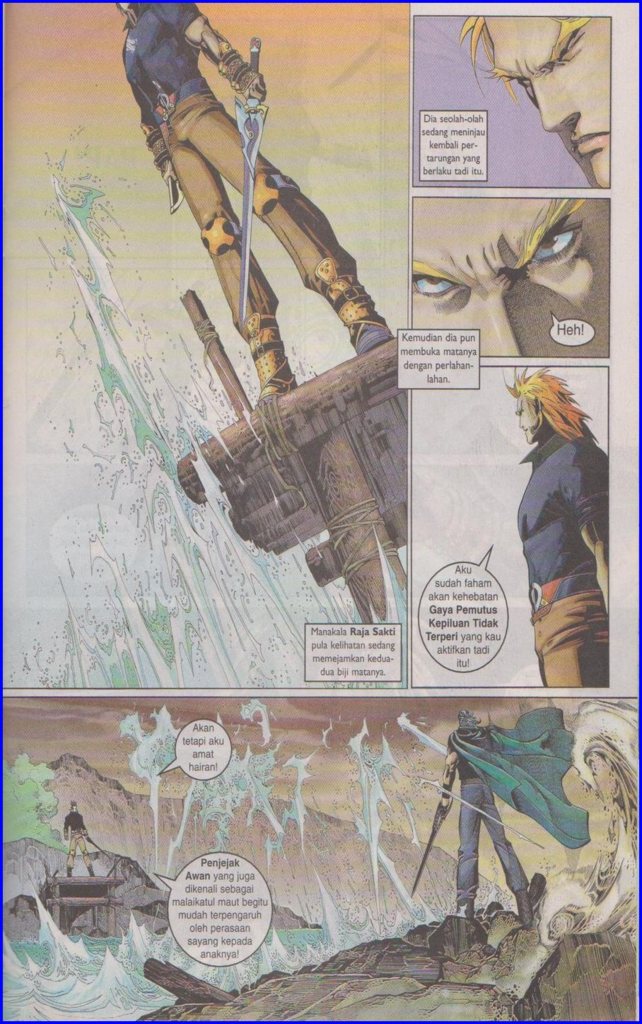 Manakala Raja Sakti
pula kelihatan sedang
memejamkan kedua-
dua biji matanya.
Dia seolah-olah
sedang meninjau
kembali per-
tarungan yang
berlaku tadi itu.
Kemudian dia pun
membuka matanya
dengan perlahan-
lahan.
Heh!
Aku
sudah faham
akan kehebatan
Gaya Pemutus
Kepiluan Tidak
Terperi yang kau
aktifkan tadi
itu!
Akan
tetapi aku
amat
hairan!
Penjejak
Awan yang juga
dikenali sebagai
malaikatul maut begitu
mudah terpengaruh
oleh perasaan
sayang kepada
anaknya!